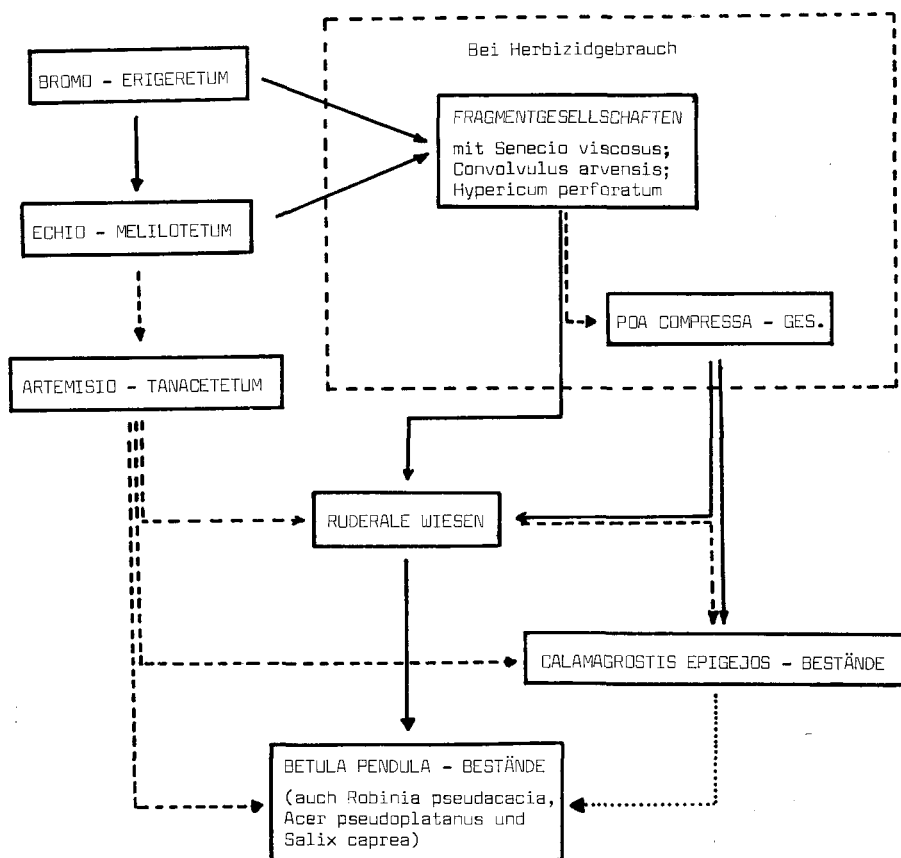 Bei Herbizidgebrauch
BROMO - ERIGERETUM
FRAGMENTGESELLSCHAFTEN
mit Senecio viscosus;
Convolvulus arvensis;
Hypericum perforatum
ECHIO - MELILOTETUM
POA COMPRESSA - GES.
ARTEMISIO - TANACETETUM
RUDERALE WIESEN
CALAMAGROSTIS EPIGEJOS - BESTÄNDE
BETULA PENDULA - BESTÄNDE
(auch Robinia pseudacacia,
Acer pseudoplatanus und
Salix caprea)